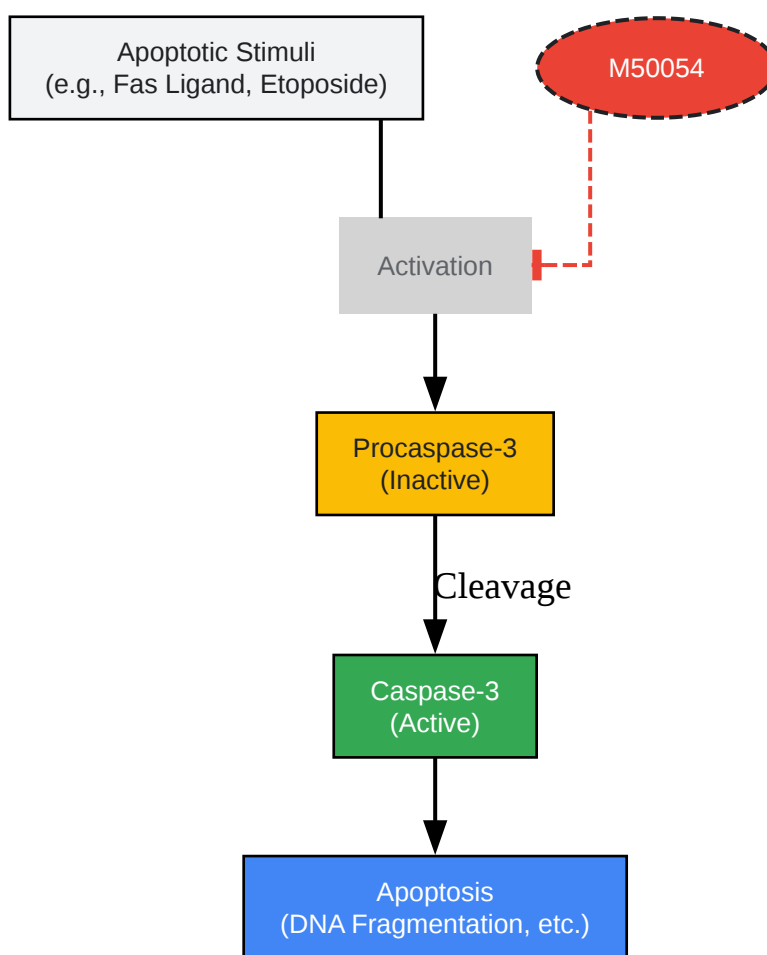 Apoptotic Stimuli
(e.g., Fas Ligand, Etoposide)
M50054
Activation
Procaspase-3
(Inactive)
Cleavage
Caspase-3
(Active)
Apoptosis
(DNA Fragmentation, etc.)